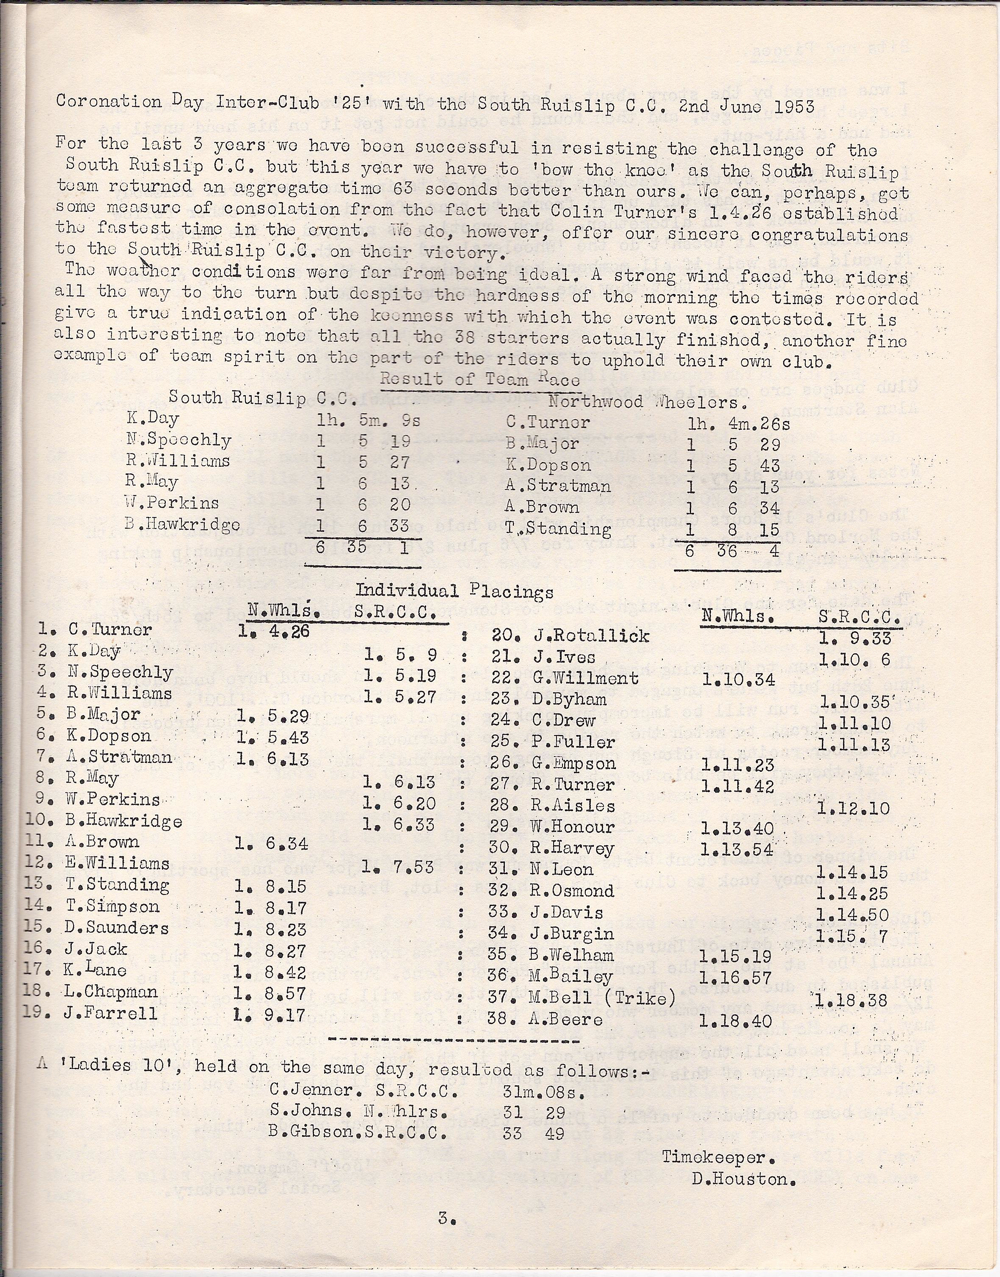 Coronation Day Inter-Club '25' with the South Ruislip C.C. 2nd June 1953
For the last 3 years we have been successful in resisting the challenge of the
South Ruislip C.C. but this year we have to 'bow the knee' as the South Ruislip
team returned an aggregate time 63 seconds better than ours. We can, perhaps, get
some measure of consolation from the fact that Colin Turner's 1.4.26 established
the fastest time in the event. We do, however, offer our sincere congratulations
to the South Ruislip C.C. on their victory.
The weather conditions were far from being ideal. A strong wind faced the riders
all the way to the turn but despite the hardness of the morning the times recorded
give a true indication of the keenness with which the event was contested. It is
also interesting to note that all the 38 starters actually finished, another fine
example of team spirit on the part of the riders to uphold their own club.
Result of Team Race
South Ruislip C.C. Northwood Wheelers.
K.Day 1h. 5m. 9s C.Turner 1h. 4m.26s
N.Speechly 1 5 19 B.Major 1 5 29
R.Williams 1 5 27 K.Dopson 1 5 43
R.May 1 6 13 A.Stratman 1 6 13
W.Perkins 1 6 20 A.Brown 1 6 34
B.Hawkridge 1 6 33 T.Standing 1 8 15
6 35 1 6 36 4
Individual Placings
N.Whls. S.R.C.C. N.Whls. S.R.C.C.
1. C.Turner 1. 4.26 : 20. J.Rotallick 1. 9.33
2. K.Day 1. 5. 9 : 21. J.Ives 1.10. 6
3. N.Speechly 1. 5.19 : 22. G.Willment 1.10.34
4. R.Williams 1. 5.27 : 23. D.Byham 1.10.35
5. B.Major 1. 5.29 : 24. C.Drew 1.11.10
6. K.Dopson 1. 5.43 : 25. P.Fuller 1.11.13
7. A.Stratman 1. 6.13 : 26. G.Empson 1.11.23
8. R.May 1. 6.13 : 27. R.Turner 1.11.42
9. W.Perkins 1. 6.20 : 28. R.Aisles 1.12.10
10. B.Hawkridge 1. 6.33 : 29. W.Honour 1.13.40
11. A.Brown 1. 6.34 : 30. R.Harvey 1.13.54
12. E.Williams 1. 7.53 : 31. N.Leon 1.14.15
13. T.Standing 1. 8.15 : 32. R.Osmond 1.14.25
14. T.Simpson 1. 8.17 : 33. J.Davis 1.14.50
15. D.Saunders 1. 8.23 : 34. J.Burgin 1.15. 7
16. J.Jack 1. 8.27 : 35. B.Welham 1.15.19
17. K.Lane 1. 8.42 : 36. M.Bailey 1.16.57
18. L.Chapman 1. 8.57 : 37. M.Bell (Trike) 1.18.38
19. J.Farrell 1. 9.17 : 38. A.Beere 1.18.40
A 'Ladies 10', held on the same day, resulted as follows:-
C.Jenner. S.R.C.C. 31m.08s.
S.Johns. N.Whlrs. 31 29
B.Gibson.S.R.C.C. 33 49
Timekeeper.
D.Houston.
3.